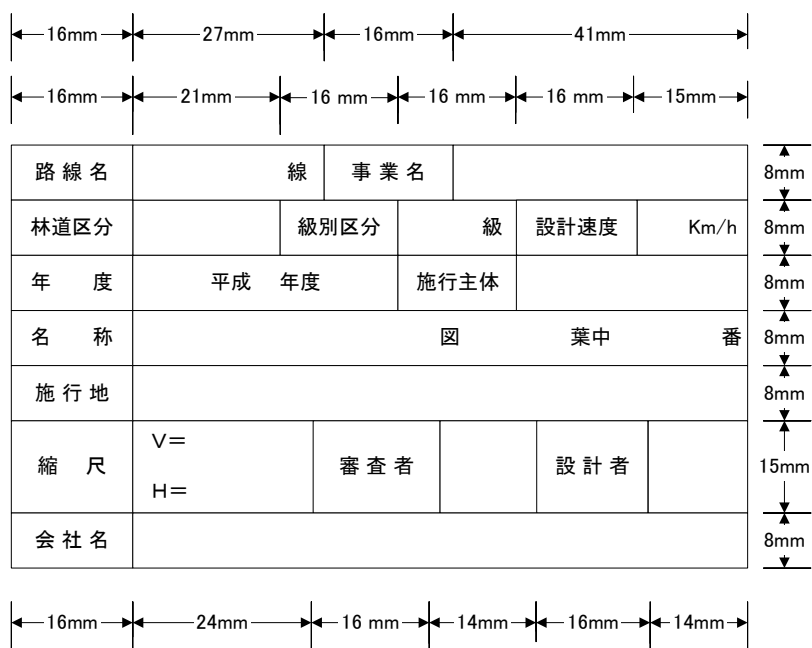 16mm 27mm 16mm 41mm
16mm 21mm 16 mm 16 mm 16 mm 15mm
路 線 名 線 事 業 名 8mm
林道区分 級別区分 級 設計速度 Km/h 8mm
年 度 平成 年度 施行主体 8mm
名 称 図 葉中 番 8mm
施 行 地 8mm
縮 尺 V= H= 審 査 者 設 計 者 15mm
会 社 名 8mm
16mm 24mm 16 mm 14mm 16mm 14mm